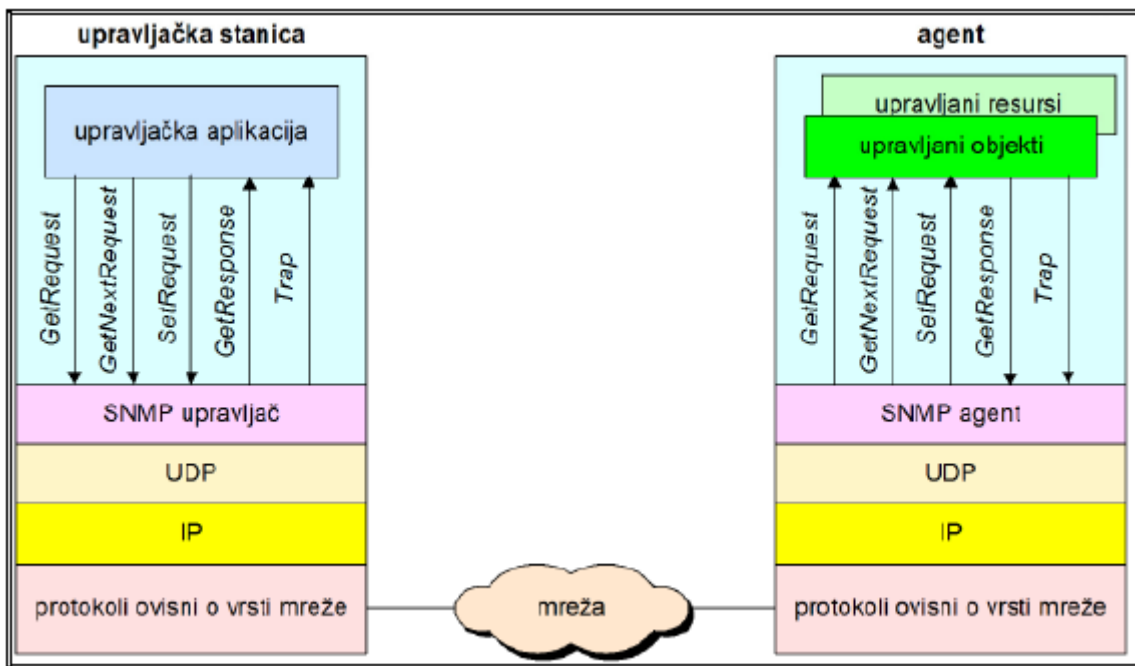 upravljačka stanica
agent
upravljačka aplikacija
upravljani resursi
upravljani objekti
GetRequest
GetNextRequest
SetRequest
GetResponse
Trap
GetRequest
GetNextRequest
SetRequest
GetResponse
Trap
SNMP upravljač
SNMP agent
UDP
UDP
IP
IP
protokoli ovisni o vrsti mreže
mreža
protokoli ovisni o vrsti mreže